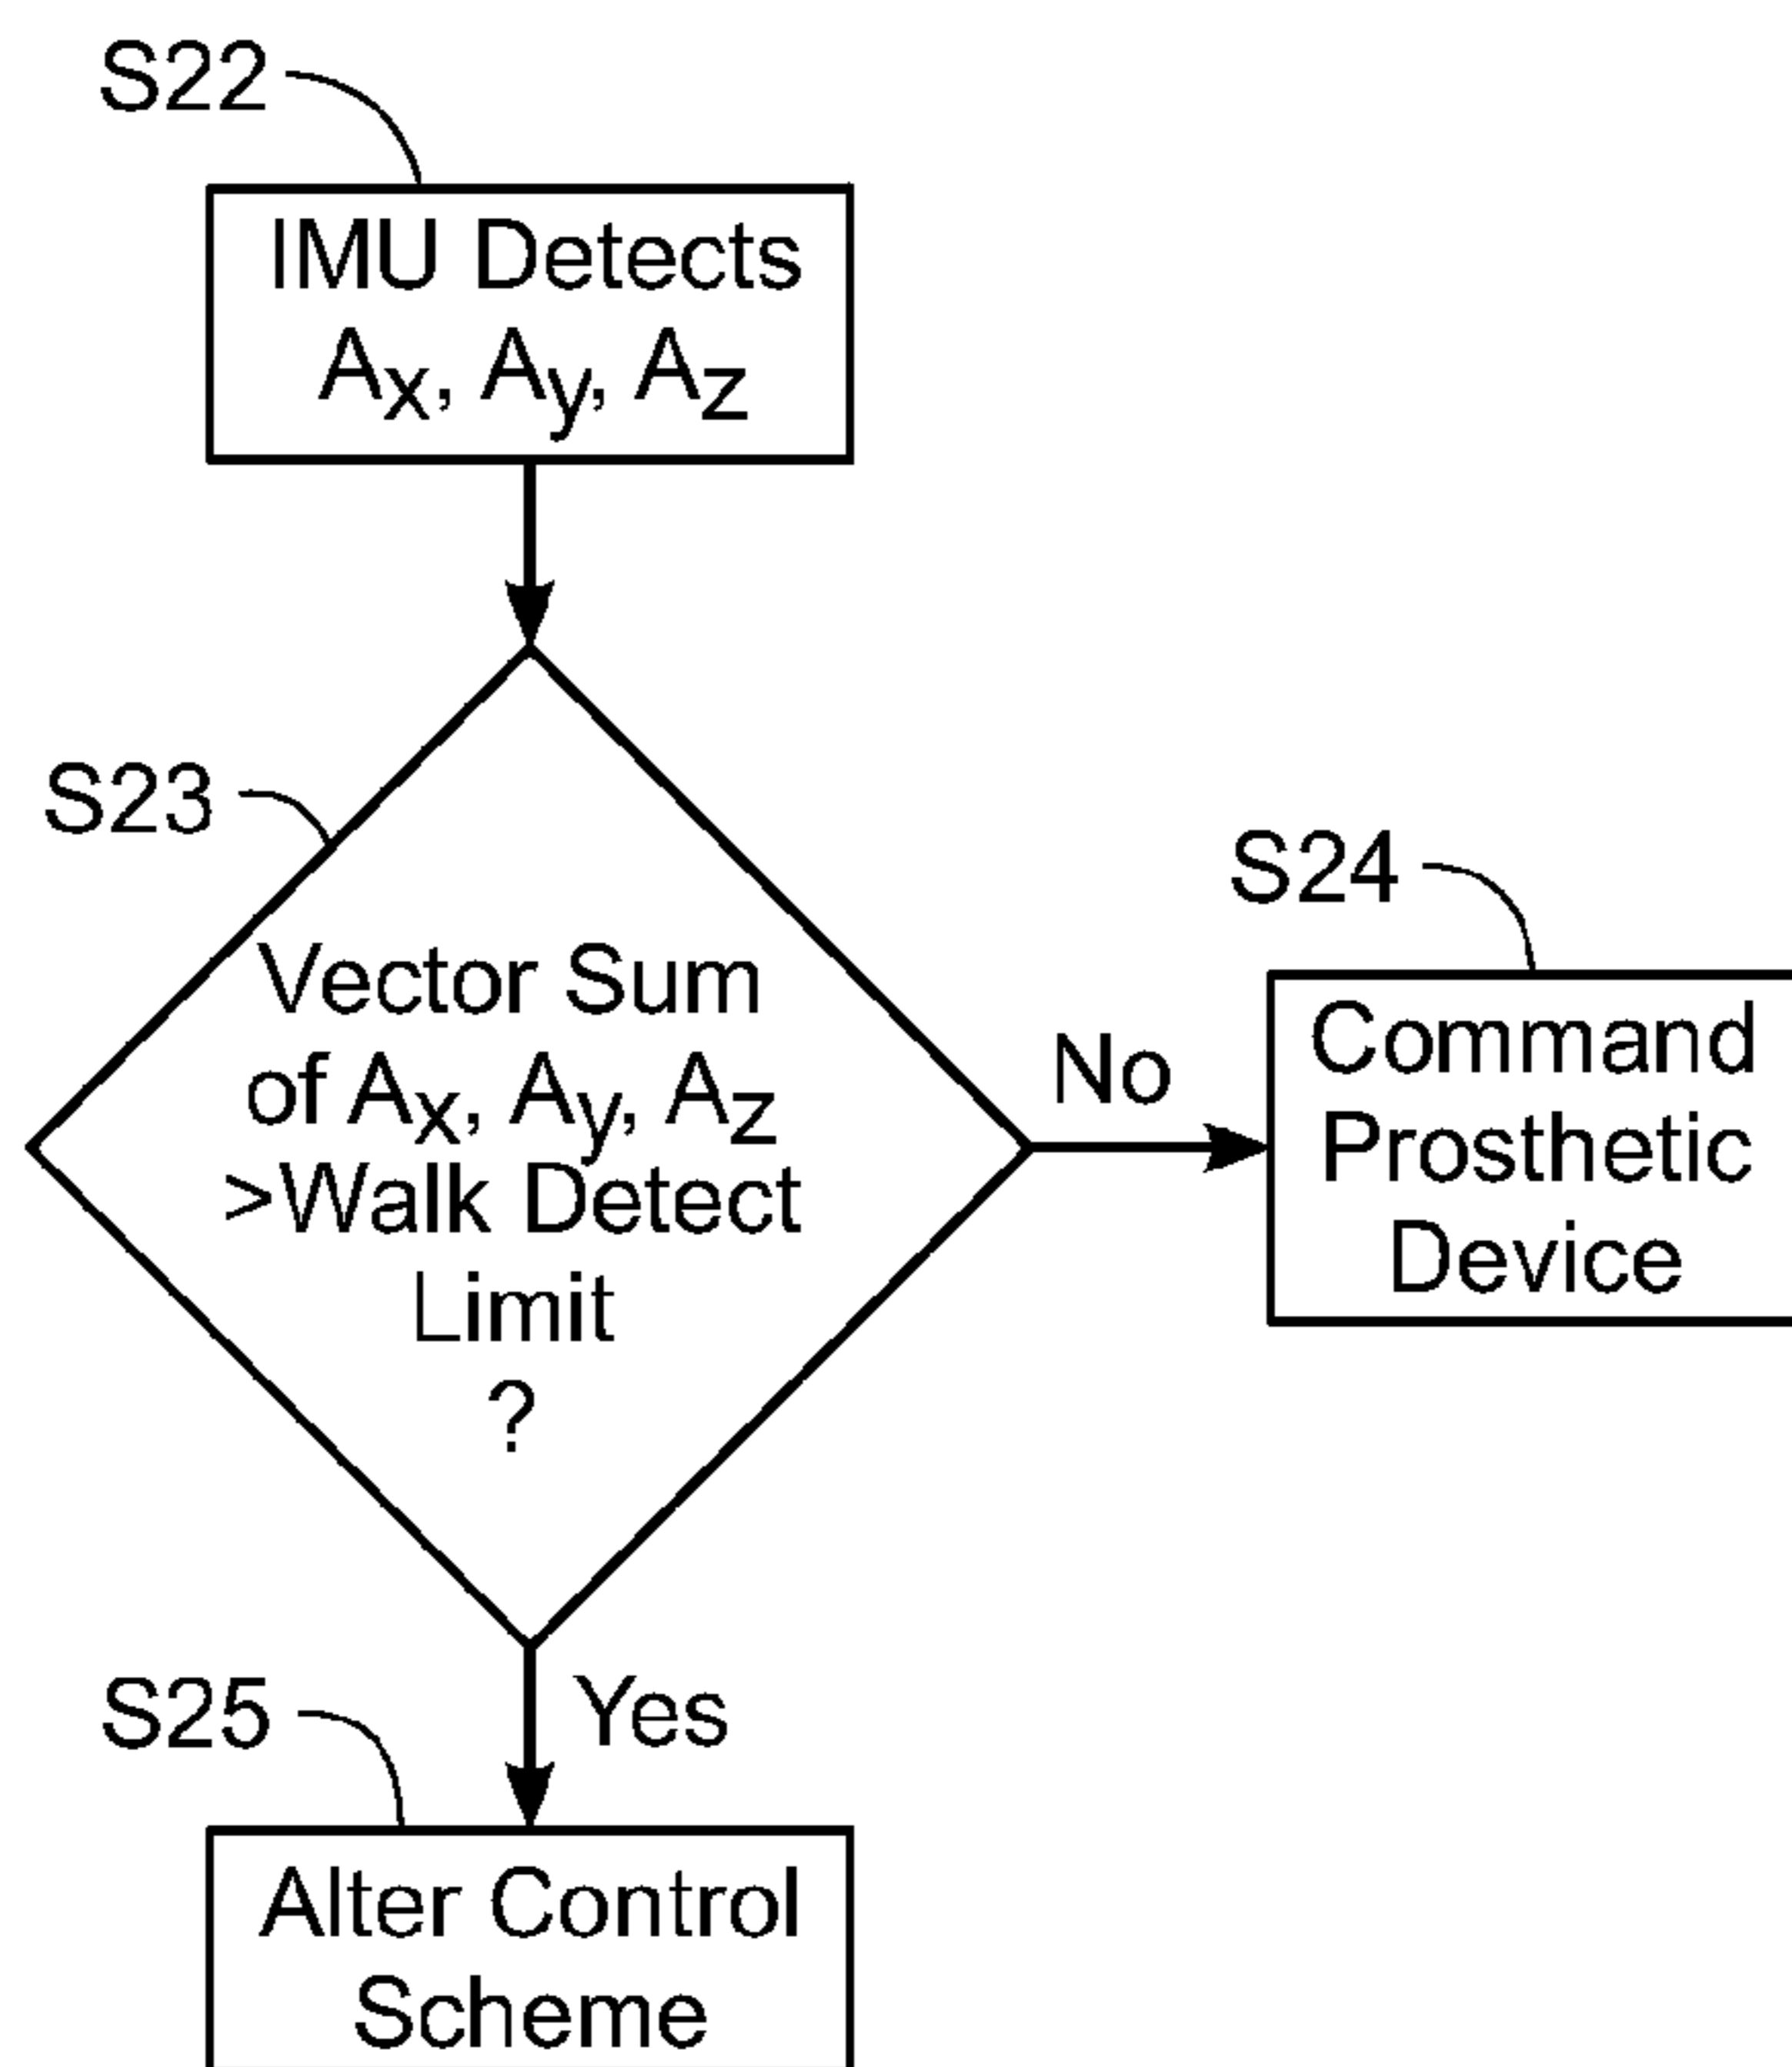 S22
IMU Detects
Ax, Ay, Az
S23
Vector Sum
of Ax, Ay, Az
>Walk Detect
Limit
?
No
S24
Command
Prosthetic
Device
S25
Yes
Alter Control
Scheme